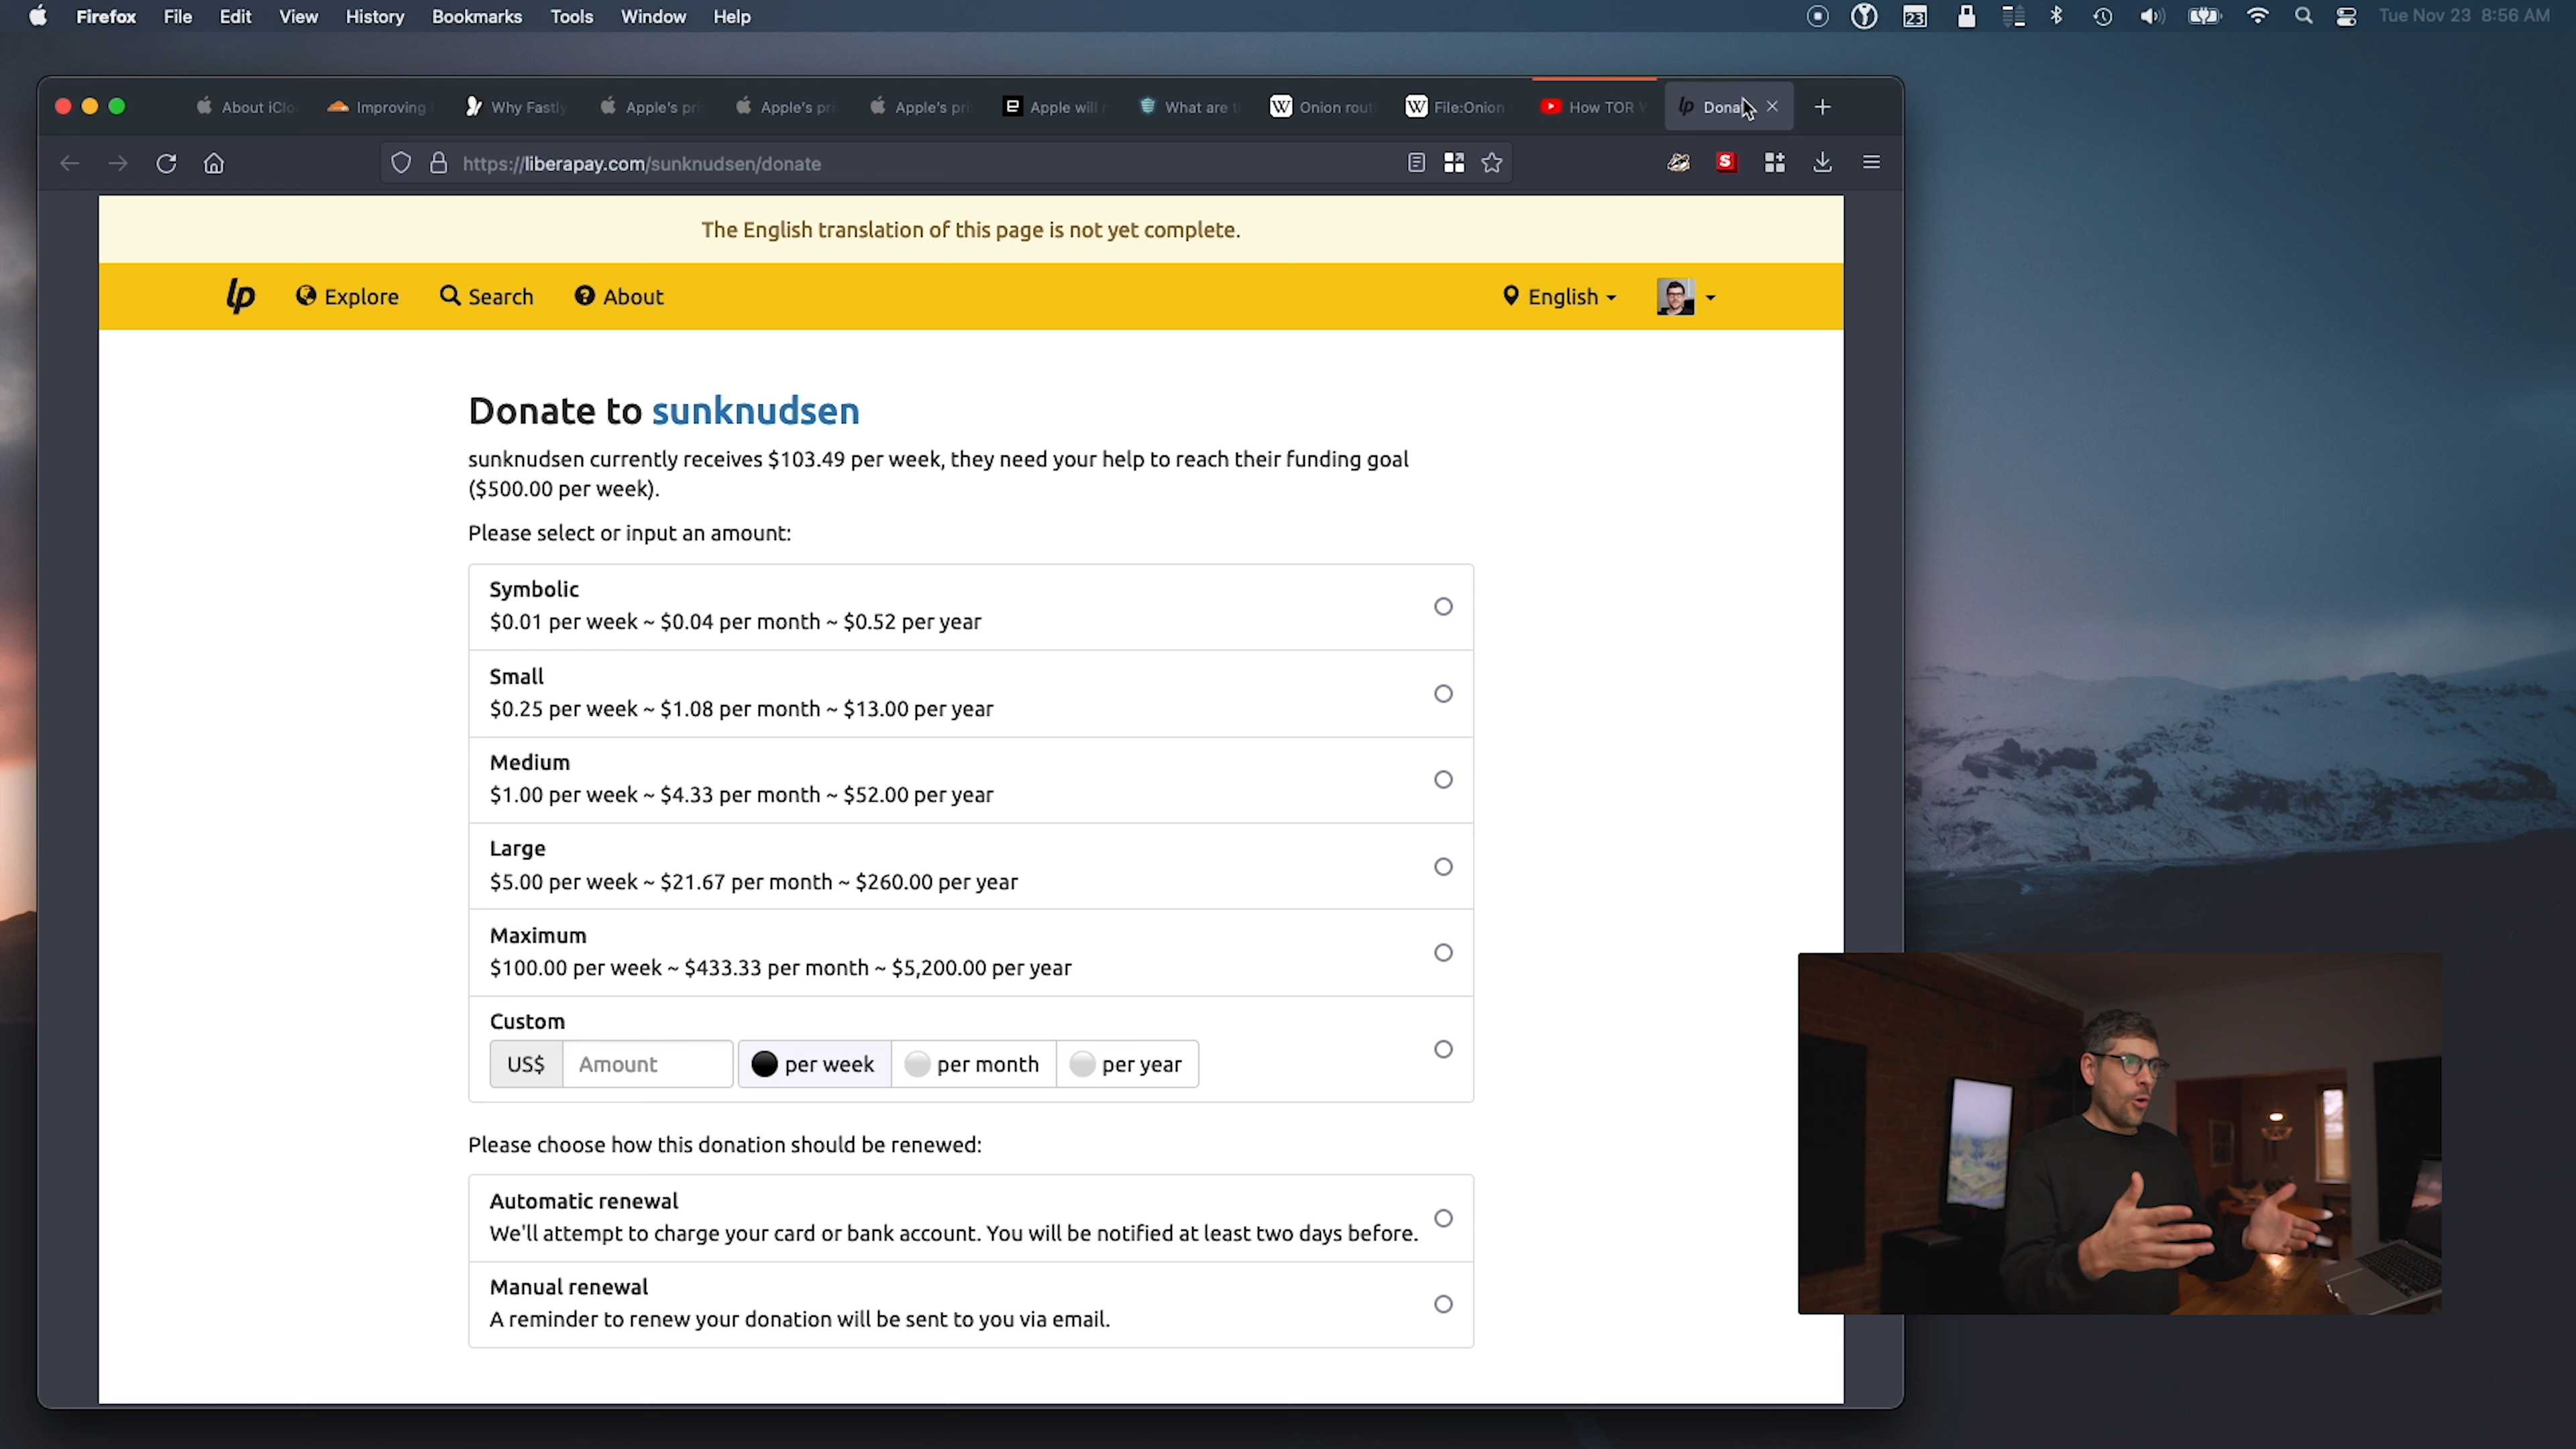 Firefox File Edit View History Bookmarks Tools Window Help
23
Tue Nov 23 8:56 AM
About iClo
Improving
Why Fastly
Apple's pri
Apple's pri
Apple's pri
Apple will
What are t
Onion rout
File:Onion
How TOR
Dona
https://liberapay.com/sunknudsen/donate
The English translation of this page is not yet complete.
lp Explore Search About English
Donate to sunknudsen
sunknudsen currently receives $103.49 per week, they need your help to reach their funding goal
($500.00 per week).
Please select or input an amount:
Symbolic
$0.01 per week ~ $0.04 per month ~ $0.52 per year
Small
$0.25 per week ~ $1.08 per month ~ $13.00 per year
Medium
$1.00 per week ~ $4.33 per month ~ $52.00 per year
Large
$5.00 per week ~ $21.67 per month ~ $260.00 per year
Maximum
$100.00 per week ~ $433.33 per month ~ $5,200.00 per year
Custom
US$ Amount per week per month per year
Please choose how this donation should be renewed:
Automatic renewal
We'll attempt to charge your card or bank account. You will be notified at least two days before.
Manual renewal
A reminder to renew your donation will be sent to you via email.